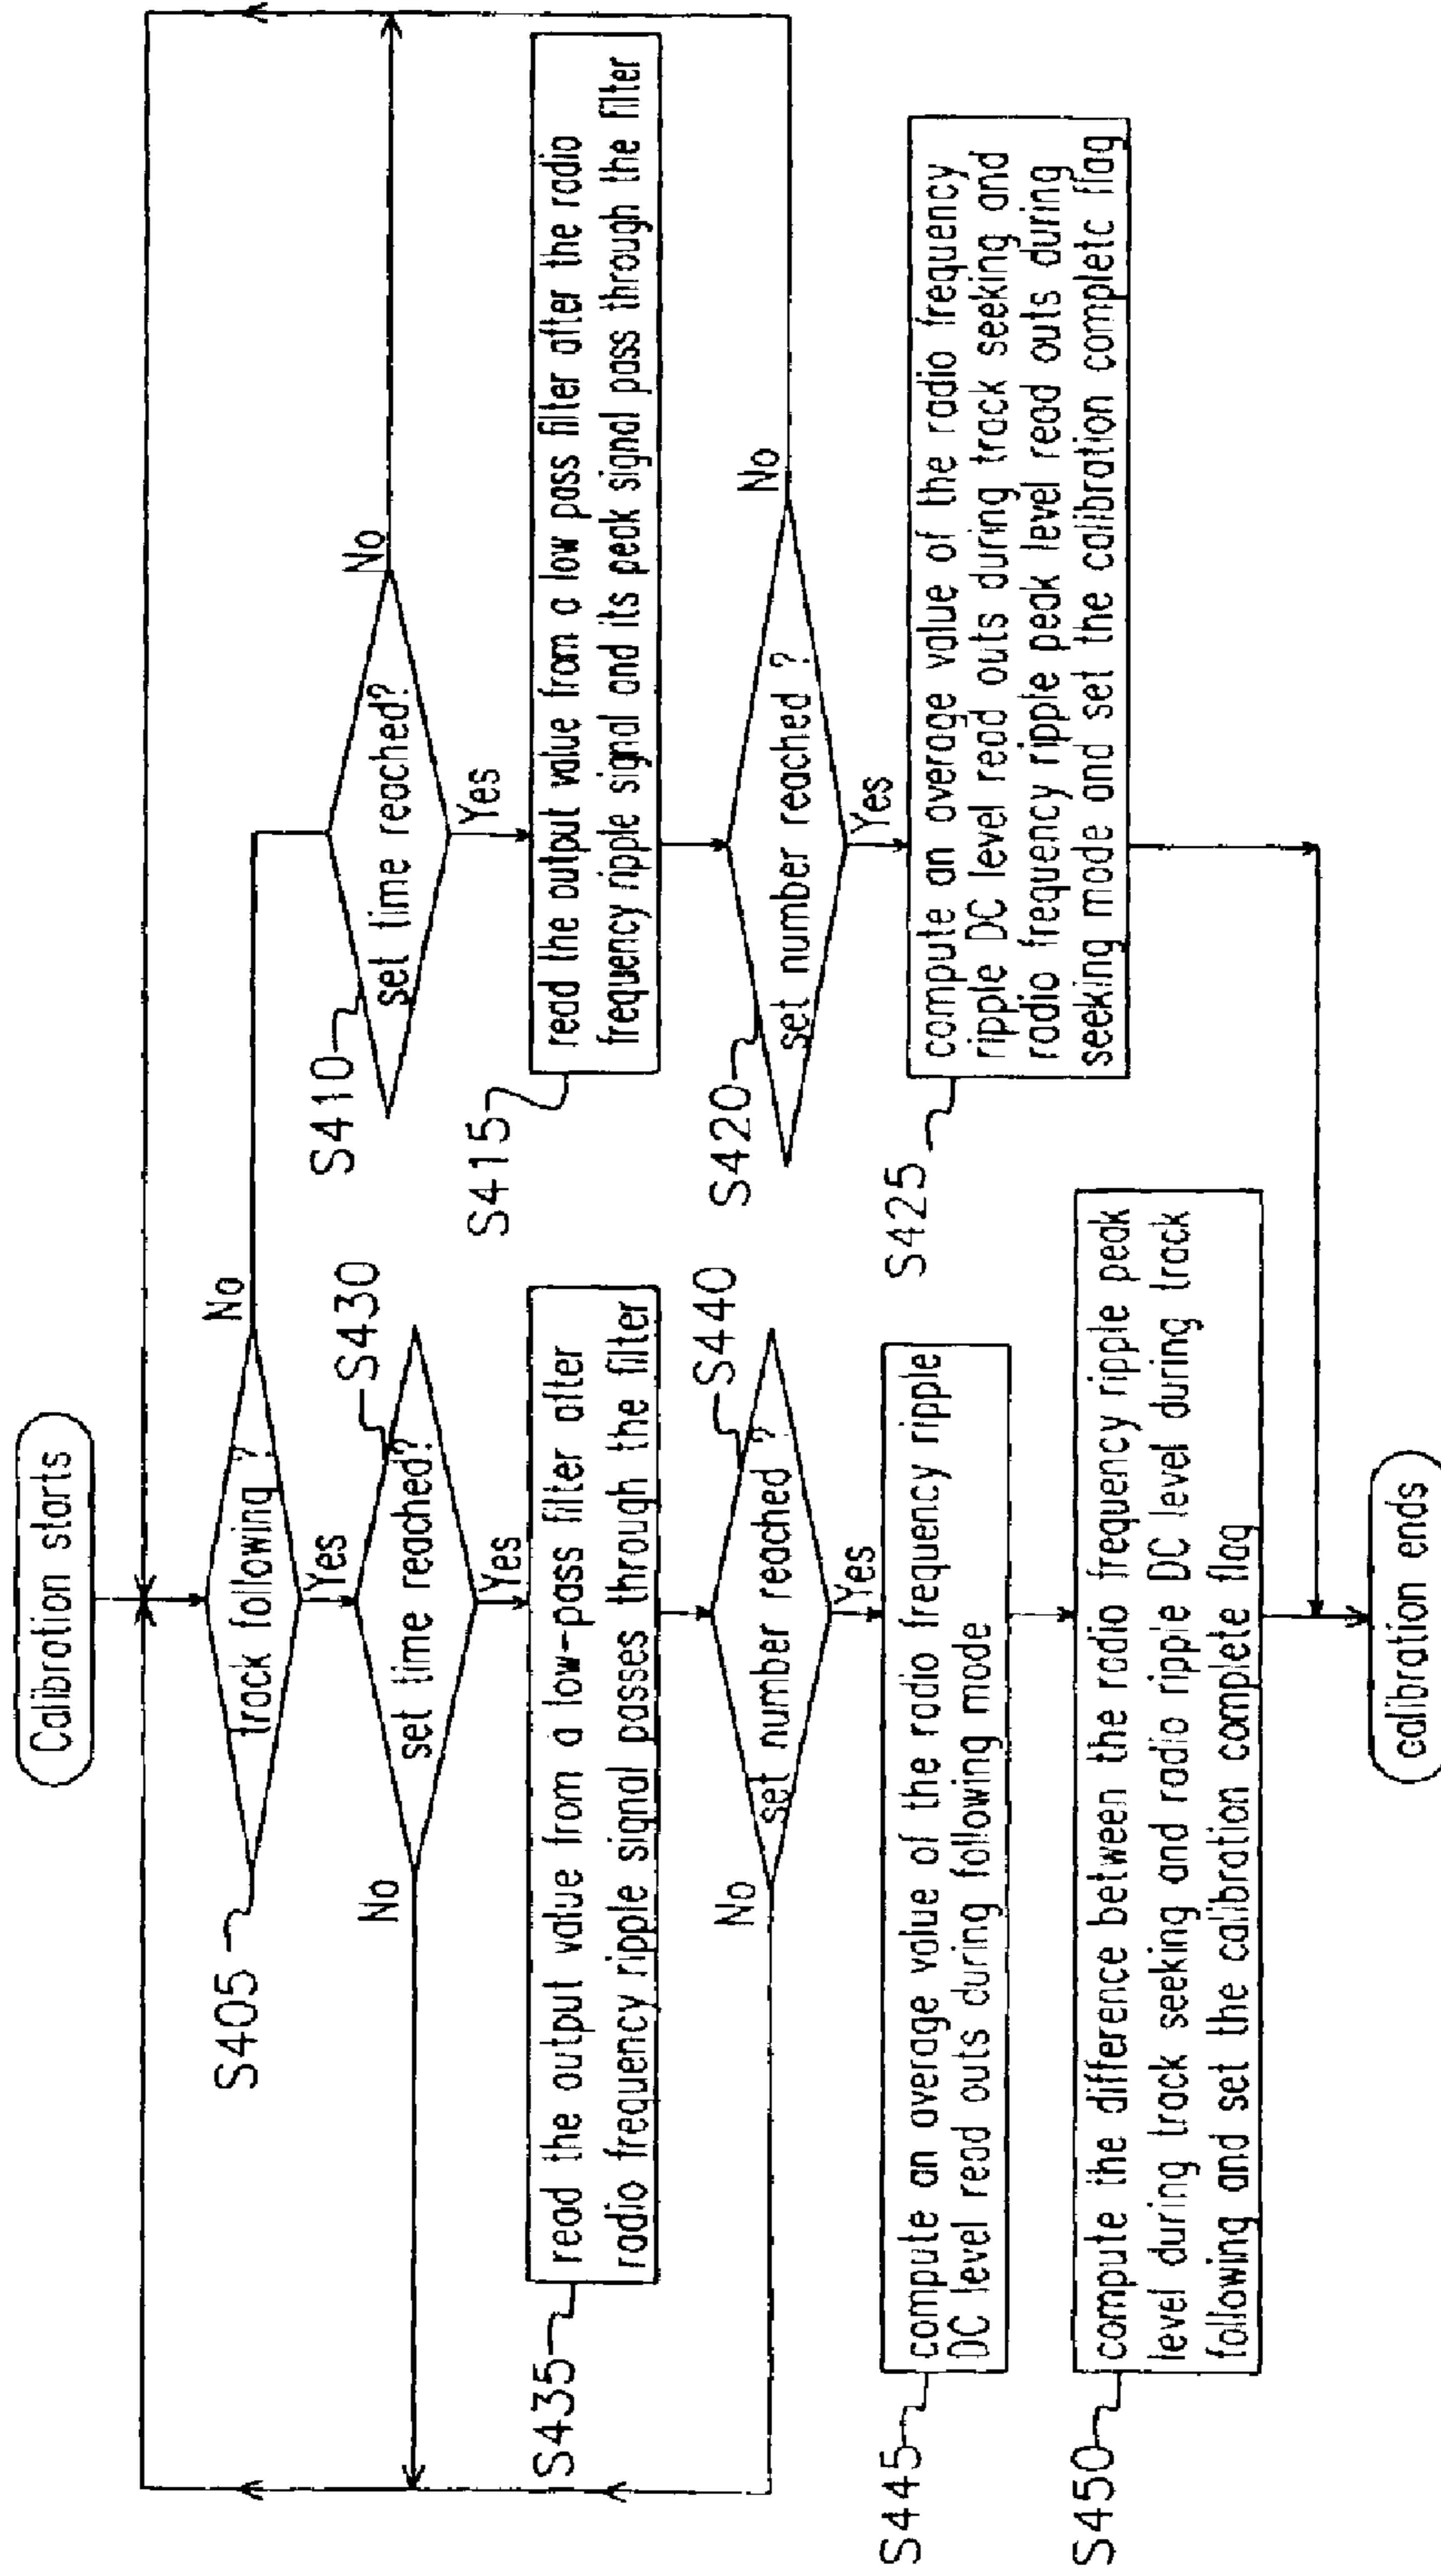 Calibration starts
S405
track following ?
No
Yes
S430
set time reached?
No
Yes
S435
read the output value from a low-pass filter after
radio frequency ripple signal passes through the filter
S440
set number reached ?
No
Yes
S445
compute an average value of the radio frequency ripple
DC level read outs during following mode
S450
compute the difference between the radio frequency ripple peak
level during track seeking and radio ripple DC level during track
following and set the calibration complete flag
S410
set time reached?
No
Yes
S415
read the output value from a low pass filter after the radio
frequency ripple signal and its peak signal pass through the filter
S420
set number reached ?
No
Yes
S425
compute an average value of the radio frequency
ripple DC level read outs during track seeking and
radio frequency ripple peak level read outs during
seeking mode and set the calibration complete flag
calibration ends